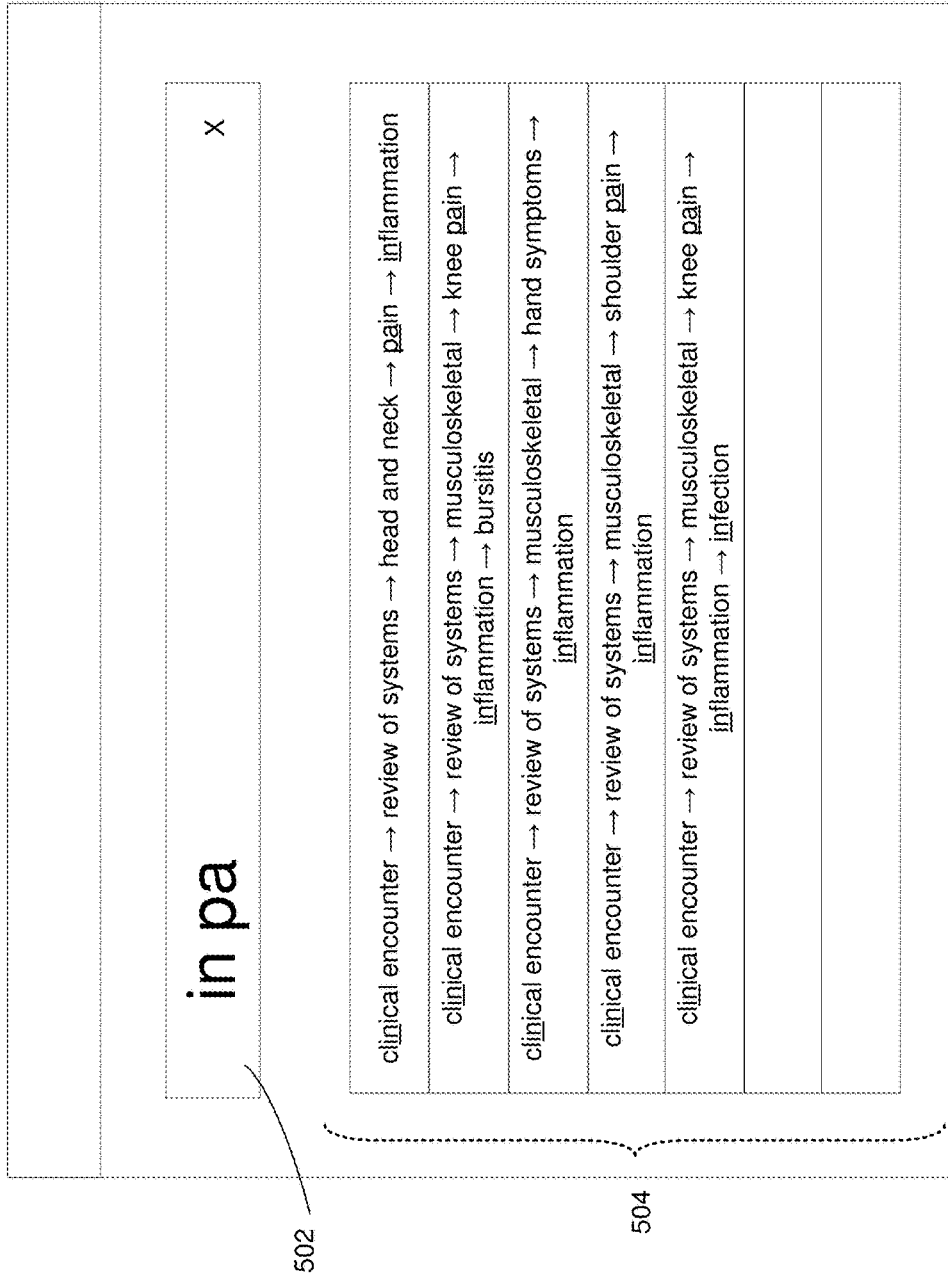 in pa X
clinical encounter → review of systems → head and neck → pain → inflammation
clinical encounter → review of systems → musculoskeletal → knee pain →
inflammation → bursitis
clinical encounter → review of systems → musculoskeletal → hand symptoms →
inflammation
clinical encounter → review of systems → musculoskeletal → shoulder pain →
inflammation
clinical encounter → review of systems → musculoskeletal → knee pain →
inflammation → infection
502
504